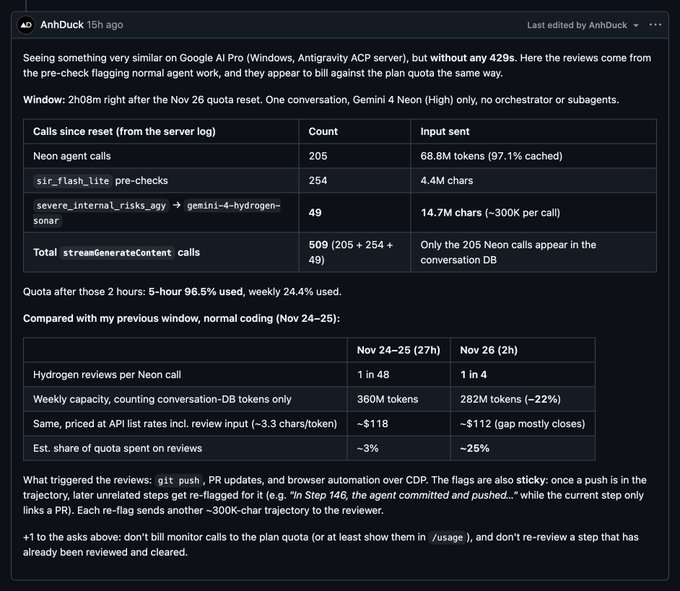 AnhDuck 15h ago
Last edited by AnhDuck
Seeing something very similar on Google AI Pro (Windows, Antigravity ACP server), but without any 429s. Here the reviews come from
the pre-check flagging normal agent work, and they appear to bill against the plan quota the same way.
Window: 2h08m right after the Nov 26 quota reset. One conversation, Gemini 4 Neon (High) only, no orchestrator or subagents.
Calls since reset (from the server log) Count Input sent
Neon agent calls 205 68.8M tokens (97.1% cached)
sir_flash_lite pre-checks 254 4.4M chars
severe_internal_risks_agy → gemini-4-hydrogen-
sonar 49 14.7M chars (~300K per call)
Total streamGenerateContent calls 509 (205 + 254 +
49) Only the 205 Neon calls appear in the
conversation DB
Quota after those 2 hours: 5-hour 96.5% used, weekly 24.4% used.
Compared with my previous window, normal coding (Nov 24–25):
Nov 24–25 (27h) Nov 26 (2h)
Hydrogen reviews per Neon call 1 in 48 1 in 4
Weekly capacity, counting conversation-DB tokens only 360M tokens 282M tokens (−22%)
Same, priced at API list rates incl. review input (~3.3 chars/token) ~$118 ~$112 (gap mostly closes)
Est. share of quota spent on reviews ~3% ~25%
What triggered the reviews: git push, PR updates, and browser automation over CDP. The flags are also sticky: once a push is in the
trajectory, later unrelated steps get re-flagged for it (e.g. "In Step 146, the agent committed and pushed..." while the current step only
links a PR). Each re-flag sends another ~300K-char trajectory to the reviewer.
+1 to the asks above: don't bill monitor calls to the plan quota (or at least show them in /usage), and don't re-review a step that has
already been reviewed and cleared.